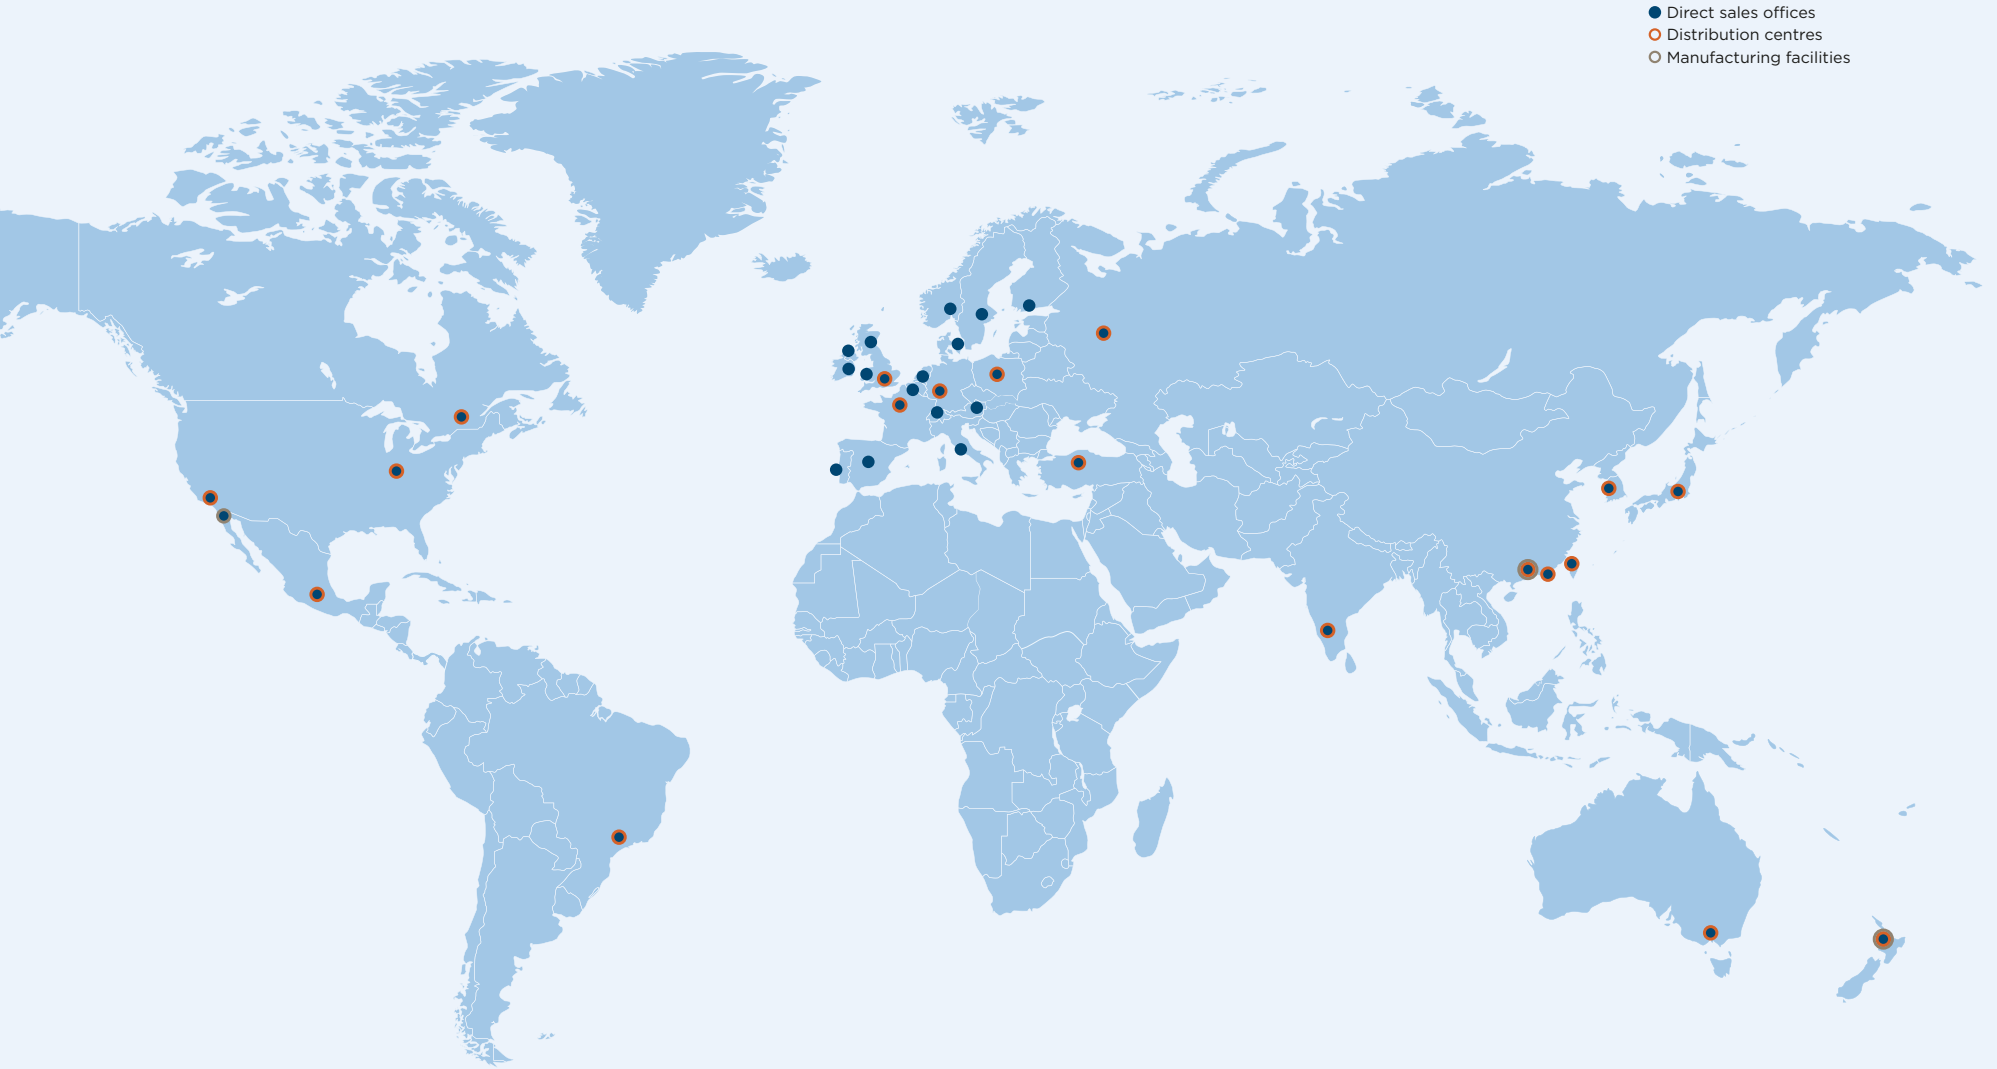 Direct sales offices
Distribution centres
Manufacturing facilities